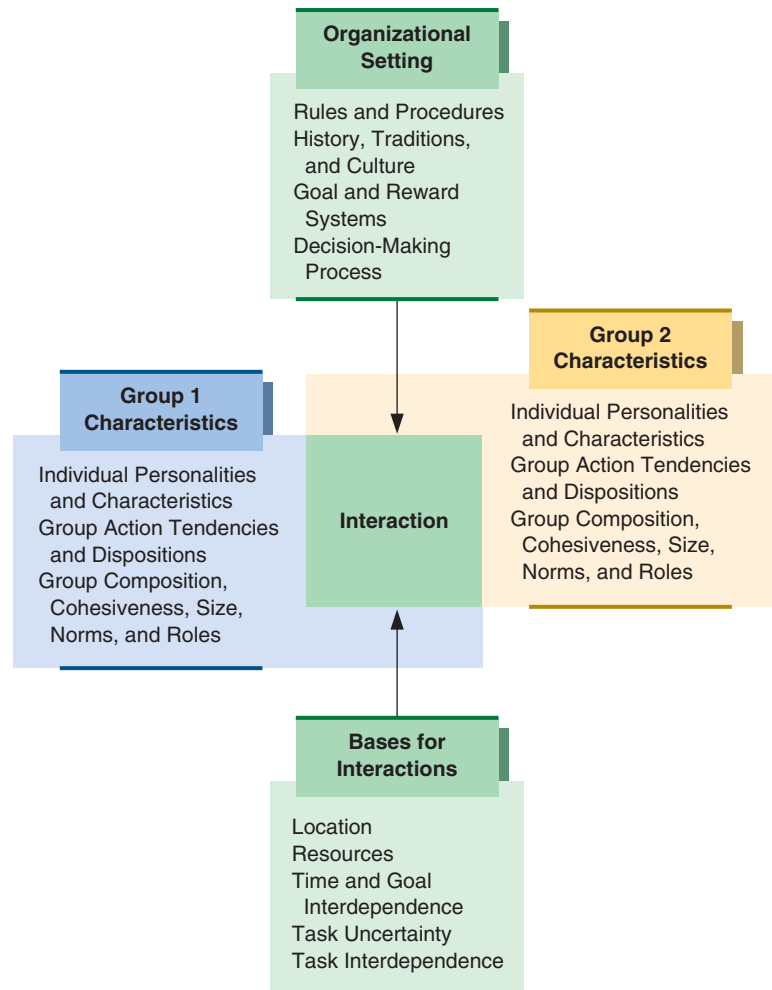 Organizational
Setting
Rules and Procedures
History, Traditions,
and Culture
Goal and Reward
Systems
Decision-Making
Process
Group 1
Characteristics
Individual Personalities
and Characteristics
Group Action Tendencies
and Dispositions
Group Composition,
Cohesiveness, Size,
Norms, and Roles
Interaction
Group 2
Characteristics
Individual Personalities
and Characteristics
Group Action Tendencies
and Dispositions
Group Composition,
Cohesiveness, Size,
Norms, and Roles
Bases for
Interactions
Location
Resources
Time and Goal
Interdependence
Task Uncertainty
Task Interdependence